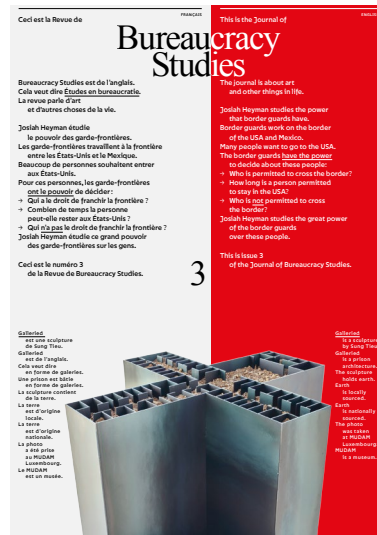 FRANÇAIS
Ceci est la Revue de
Bureaucracy
Studies
Bureaucracy Studies est de l'anglais.
Cela veut dire Études en bureaucratie.
La revue parle d'art
et d'autres choses de la vie.
Josiah Heyman étudie
le pouvoir des garde-frontières.
Les garde-frontières travaillent à la frontière
entre les États-Unis et le Mexique.
Beaucoup de personnes souhaitent entrer
aux États-Unis.
Pour ces personnes, les garde-frontières
ont le pouvoir de décider :
→ Qui a le droit de franchir la frontière ?
→ Combien de temps la personne
peut-elle rester aux États-Unis ?
→ Qui n'a pas le droit de franchir la frontière ?
Josiah Heyman étudie ce grand pouvoir
des garde-frontières sur les gens.
Ceci est le numéro 3
de la Revue de Bureaucracy Studies.
3
Galleried
est une sculpture
de Sung Tieu.
Galleried
est de l'anglais.
Cela veut dire
en forme de galeries.
Une prison est bâtie
en forme de galeries.
La sculpture contient
de la terre.
La terre
est d'origine
locale.
La terre
est d'origine
nationale.
La photo
a été prise
au MUDAM
Luxembourg.
Le MUDAM
est un musée.
ENGLIS
This is the Journal of
The journal is about art
and other things in life.
Josiah Heyman studies the power
that border guards have.
Border guards work on the border
of the USA and Mexico.
Many people want to go to the USA.
The border guards have the power
to decide about these people:
→ Who is permitted to cross the border?
→ How long is a person permitted
to stay in the USA?
→ Who is not permitted to cross
the border?
Josiah Heyman studies the great power
of the border guards
over these people.
This is issue 3
of the Journal of Bureaucracy Studies.
Galleried
is a sculpture
by Sung Tieu.
Galleried
is a prison
architecture.
The sculpture
holds earth.
Earth
is locally
sourced.
Earth
is nationally
sourced.
The photo
was taken
at MUDAM
Luxembourg
MUDAM
is a museum.